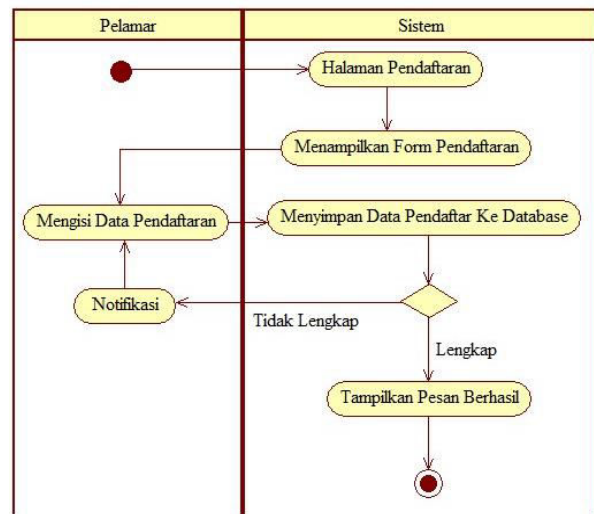 Pelamar
Sistem
Halaman Pendaftaran
Menampilkan Form Pendaftaran
Mengisi Data Pendaftaran
Menyimpan Data Pendaftar Ke Database
Notifikasi
Tidak Lengkap
Lengkap
Tampilkan Pesan Berhasil